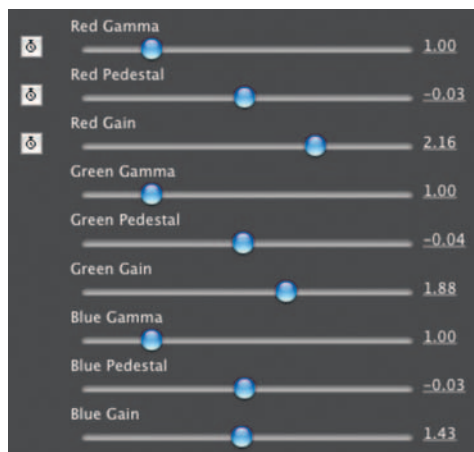 Red Gamma
1.00
Red Pedestal
-0.03
Red Gain
2.16
Green Gamma
1.00
Green Pedestal
-0.04
Green Gain
1.88
Blue Gamma
1.00
Blue Pedestal
-0.03
Blue Gain
1.43